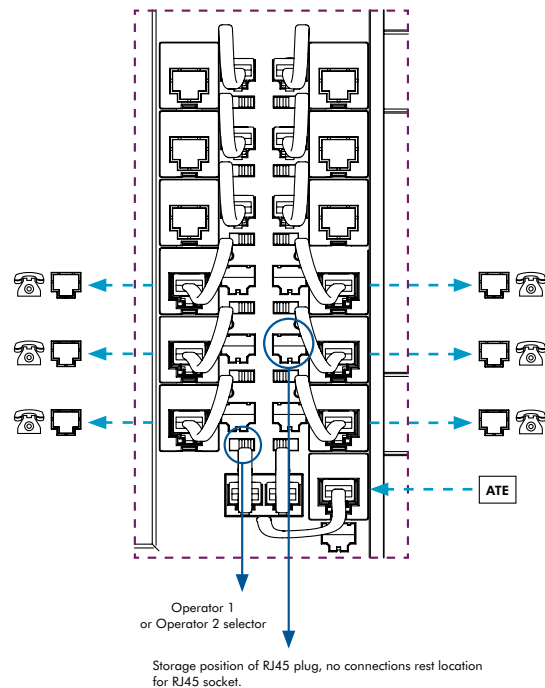 ATE
Operator 1
or Operator 2 selector
Storage position of RJ45 plug, no connections rest location
for RJ45 socket.